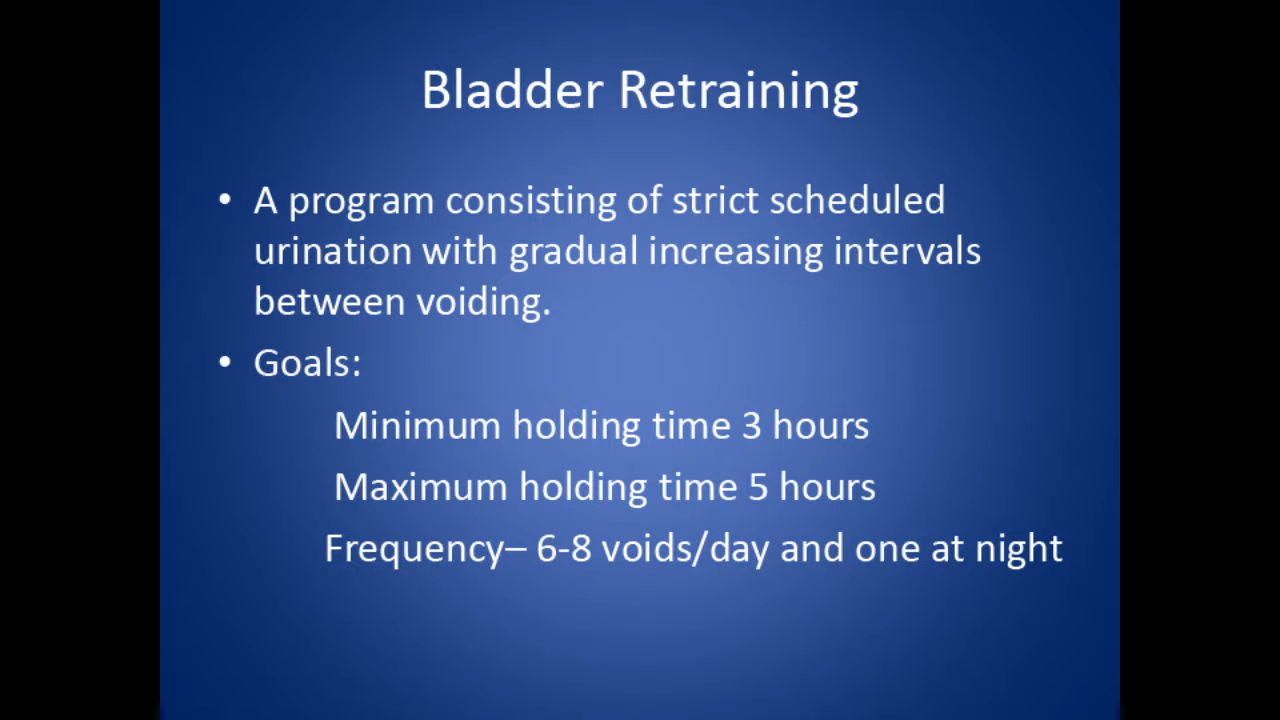 Bladder Retraining
• A program consisting of strict scheduled
urination with gradual increasing intervals
between voiding.
• Goals:
Minimum holding time 3 hours
Maximum holding time 5 hours
Frequency– 6-8 voids/day and one at night